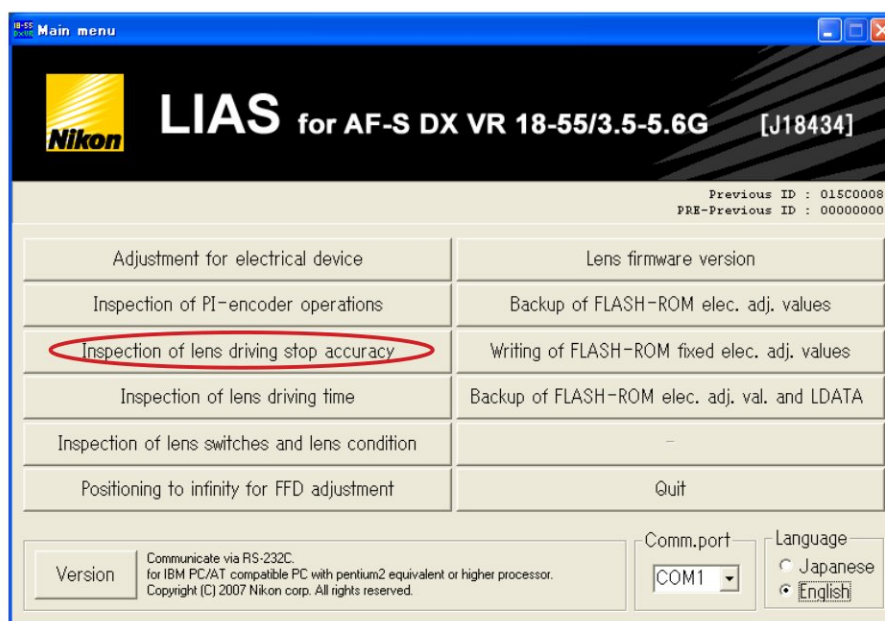 18-55
DXVR Main menu
Nikon
LIAS for AF-S DX VR 18-55/3.5-5.6G [J18434]
Previous ID : 015C0008
PRE-Previous ID : 00000000
Adjustment for electrical device
Lens firmware version
Inspection of PI-encoder operations
Backup of FLASH-ROM elec. adj. values
Inspection of lens driving stop accuracy
Writing of FLASH-ROM fixed elec. adj. values
Inspection of lens driving time
Backup of FLASH-ROM elec. adj. val. and LDATA
Inspection of lens switches and lens condition
-
Positioning to infinity for FFD adjustment
Quit
Version
Communicate via RS-232C.
for IBM PC/AT compatible PC with pentium2 equivalent or higher processor.
Copyright (C) 2007 Nikon corp. All rights reserved.
Comm.port
COM1
Language
Japanese
English